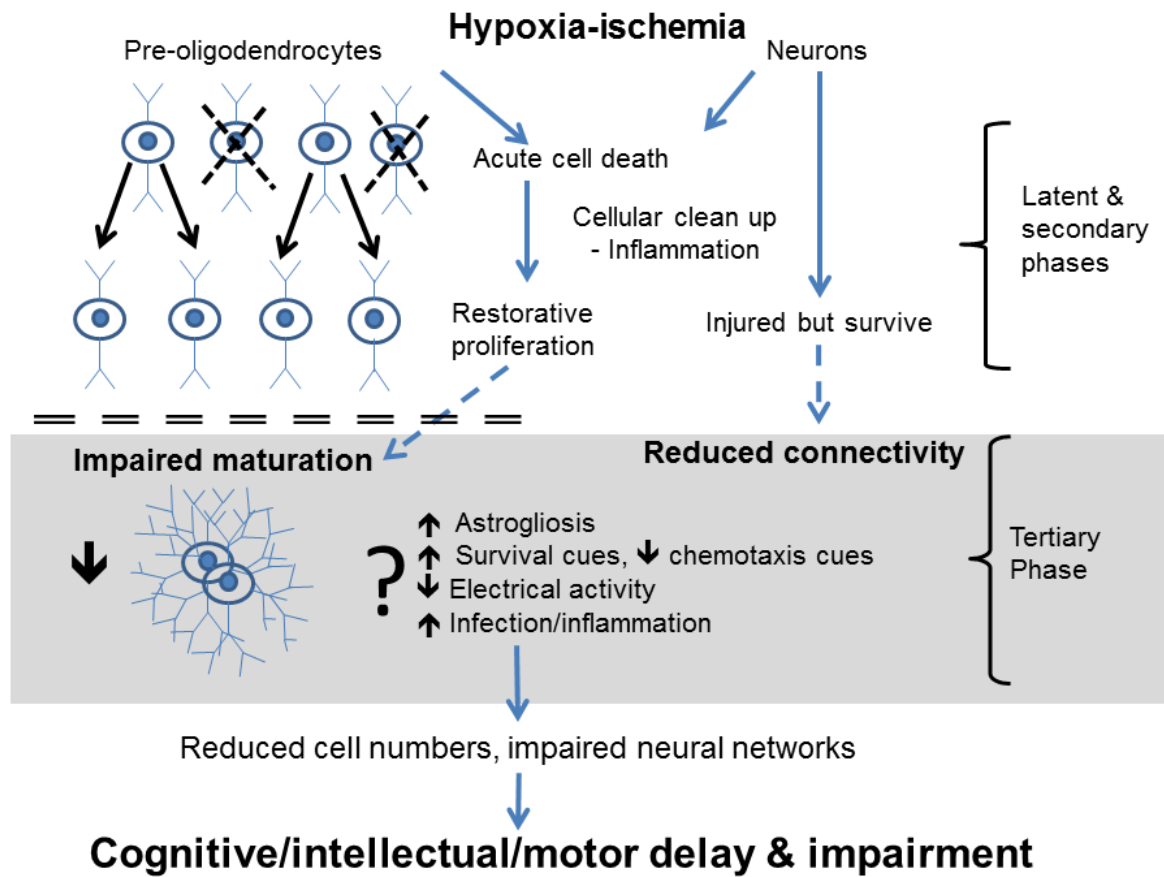 Hypoxia-ischemia
Pre-oligodendrocytes
Neurons
Acute cell death
Cellular clean up
- Inflammation
Restorative
proliferation
Injured but survive
Latent &
secondary
phases
Impaired maturation
Reduced connectivity
?
↑ Astrogliosis
↑ Survival cues, ↓ chemotaxis cues
↓ Electrical activity
↑ Infection/inflammation
Tertiary
Phase
Reduced cell numbers, impaired neural networks
Cognitive/intellectual/motor delay & impairment